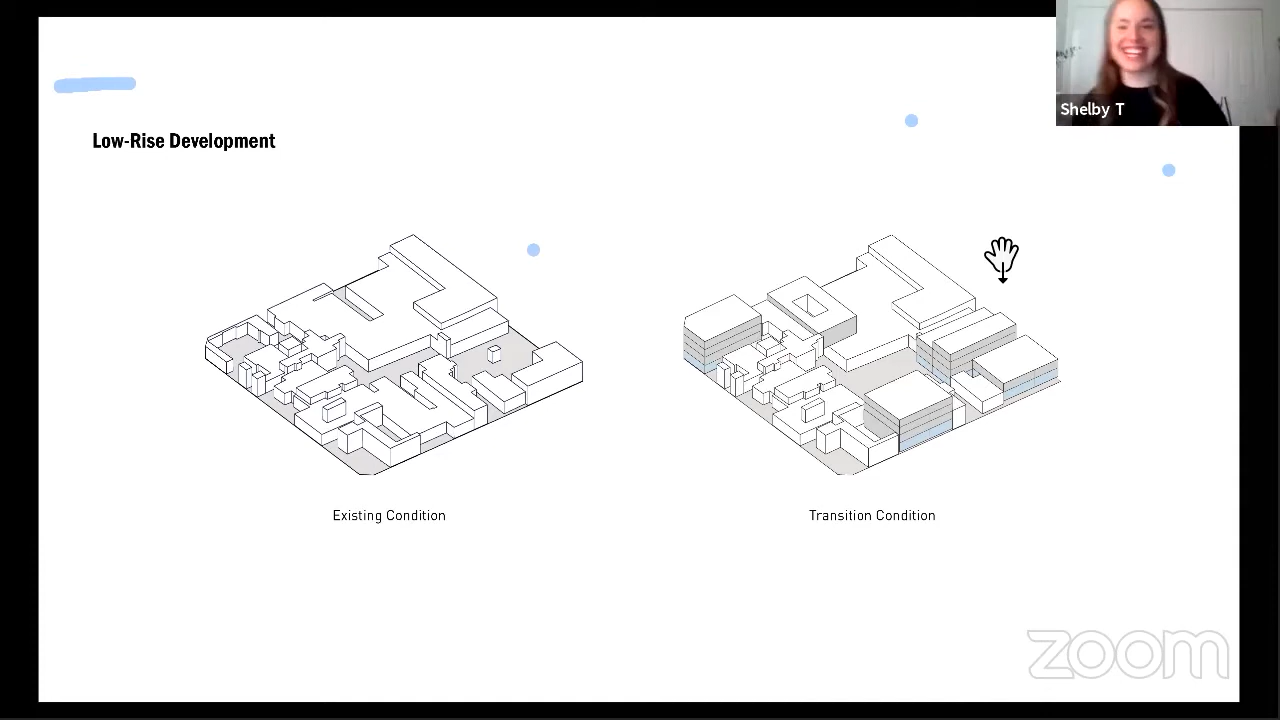 Shelby T
Low-Rise Development
Existing Condition
Transition Condition
zoom